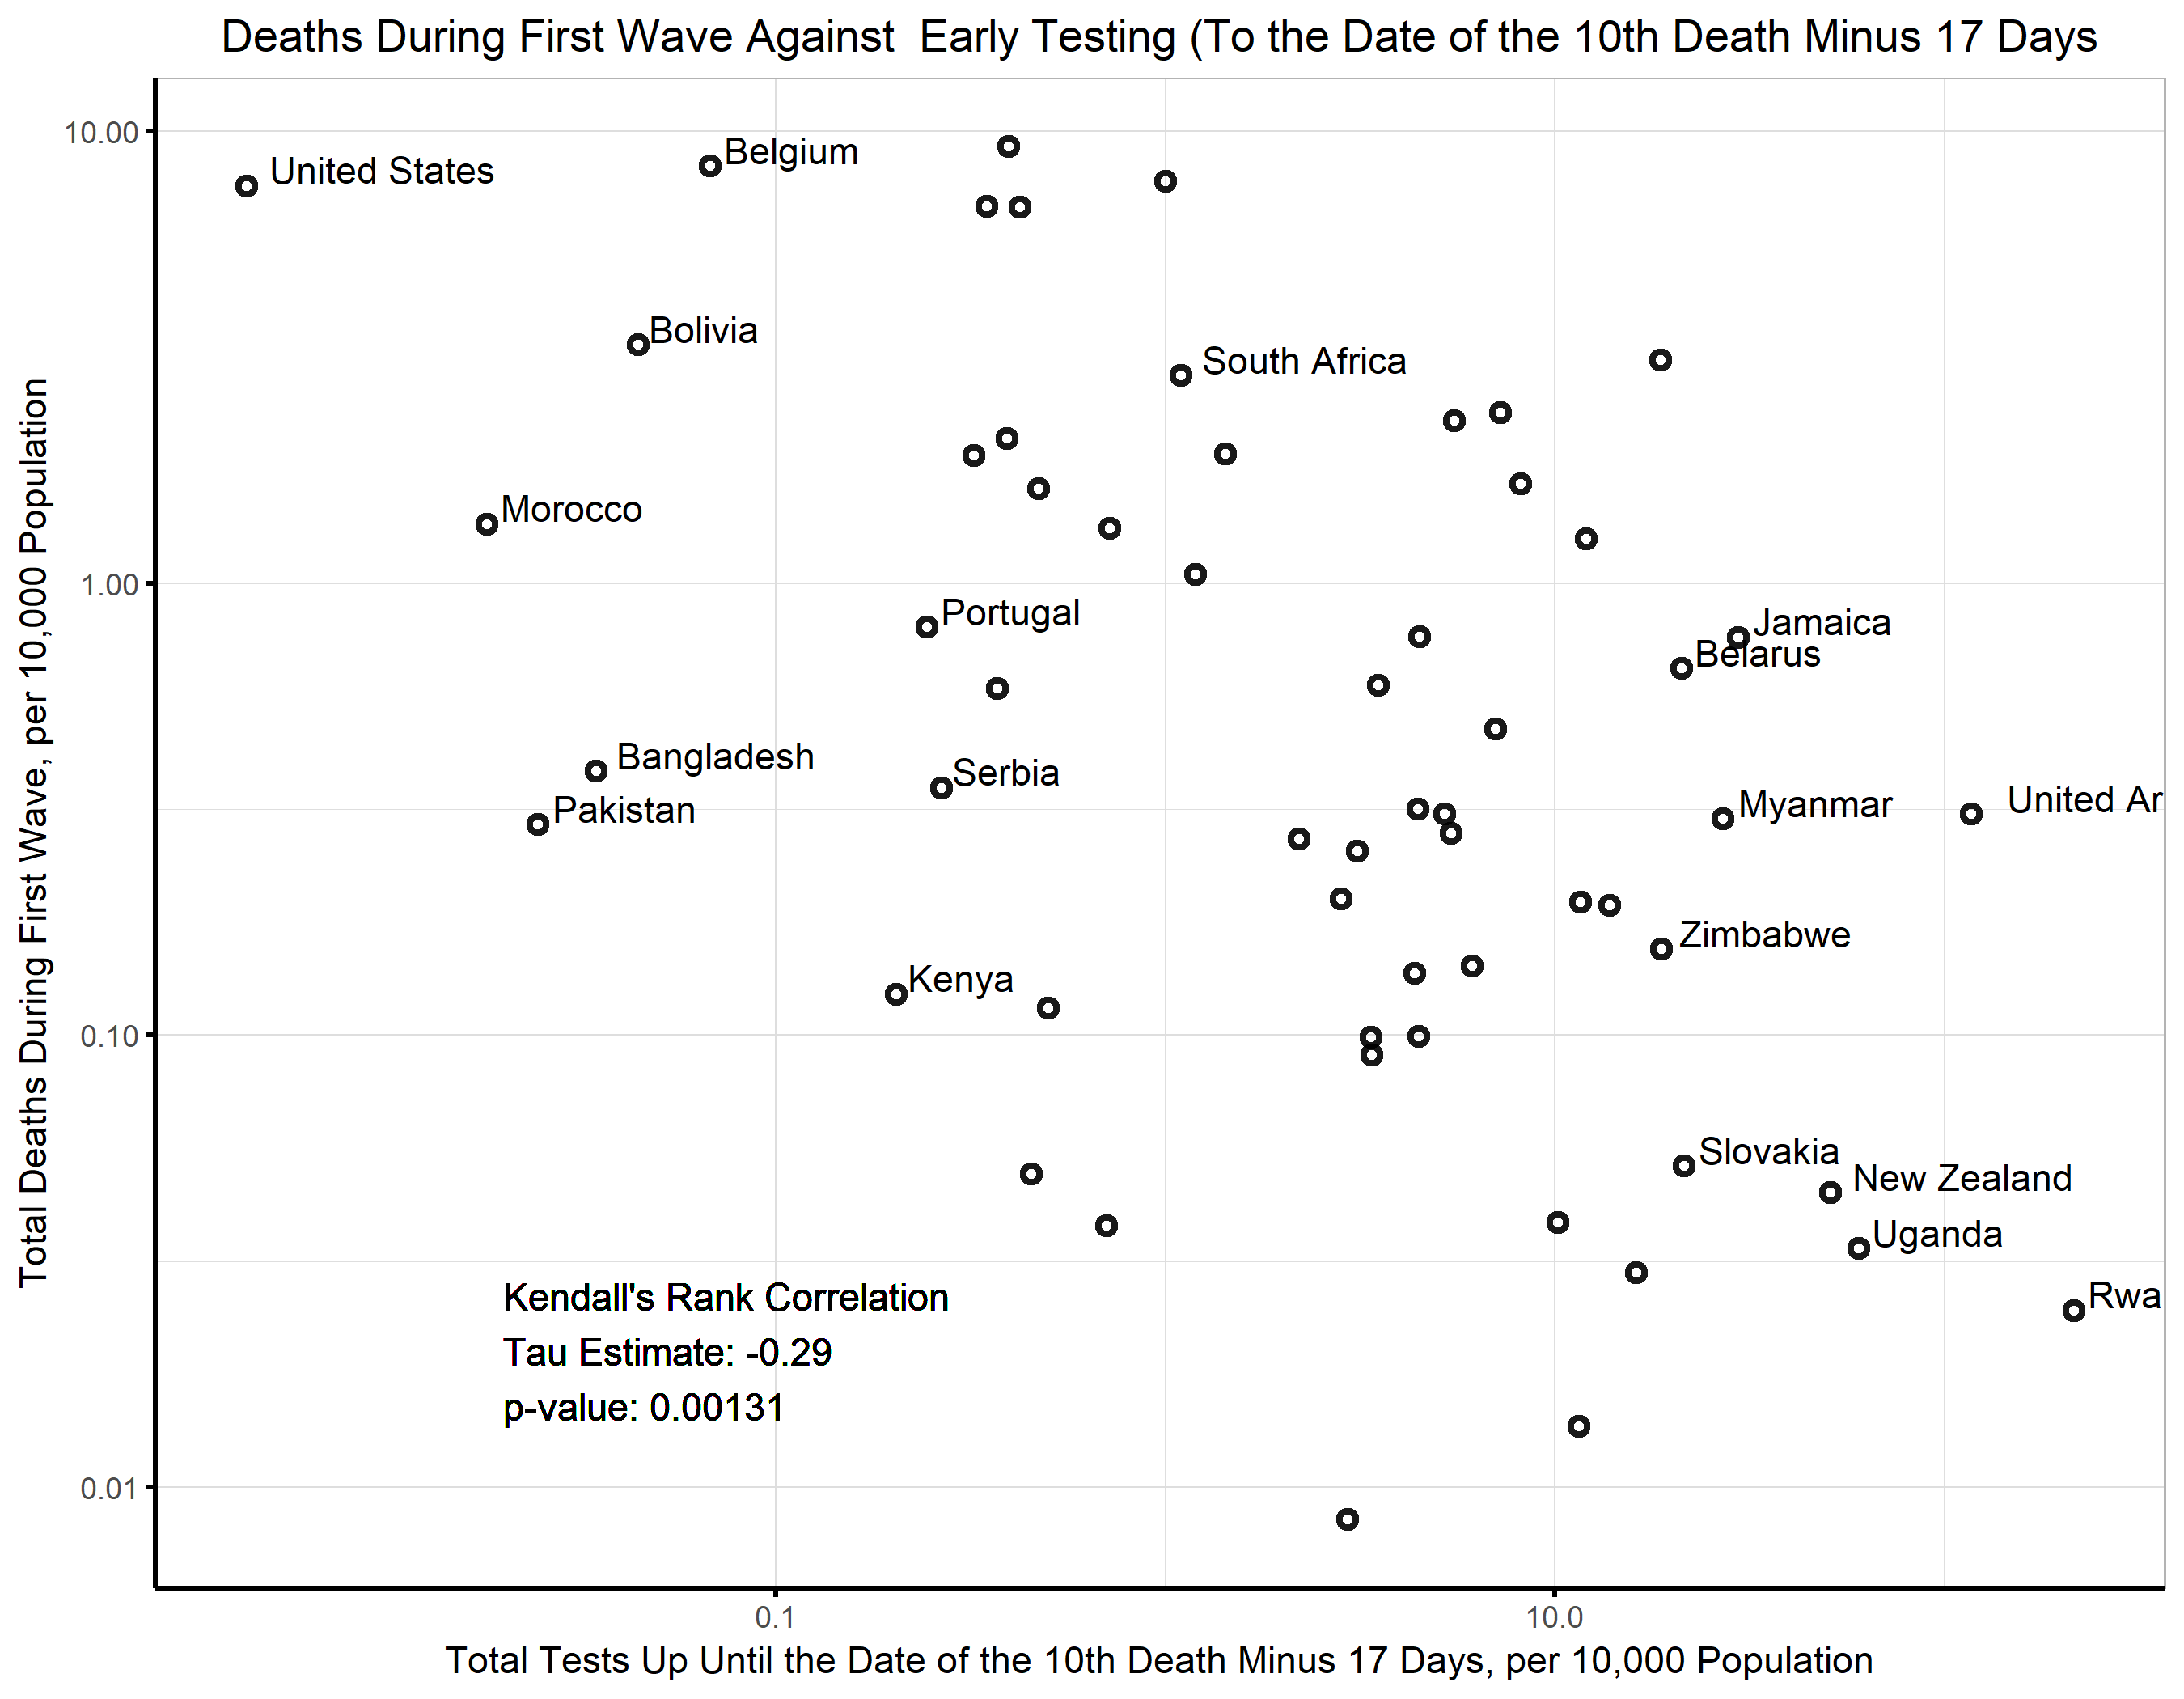 Deaths During First Wave Against  Early Testing (To the Date of the 10th Death Minus 17 Days
Total Deaths During First Wave, per 10,000 Population
10.00
1.00
0.10
0.01
United States
Belgium
Bolivia
South Africa
Morocco
Portugal
Jamaica
Belarus
Bangladesh
Serbia
Pakistan
Myanmar
United Ar
Zimbabwe
Kenya
Slovakia
New Zealand
Uganda
Rwa
Kendall's Rank Correlation
Tau Estimate: -0.29
p-value: 0.00131
0.1
10.0
Total Tests Up Until the Date of the 10th Death Minus 17 Days, per 10,000 Population